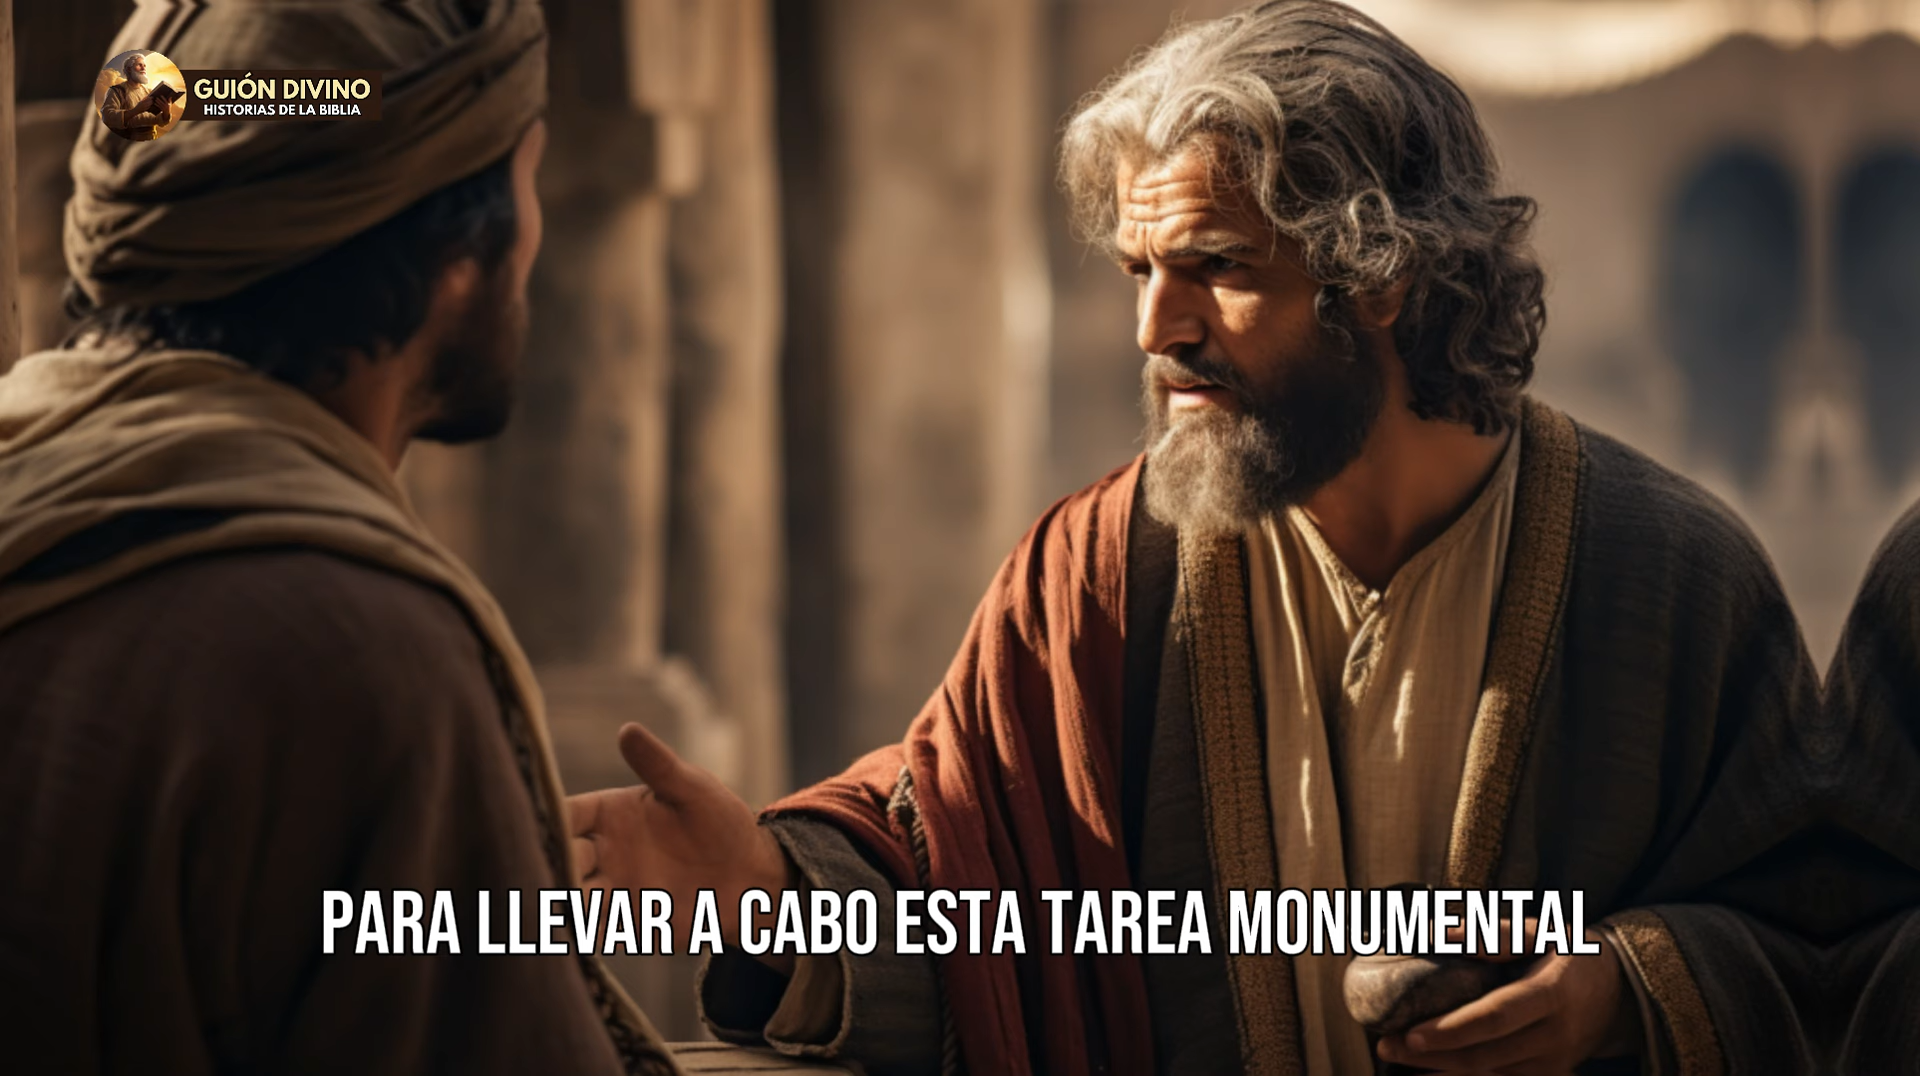 GUIÓN DIVINO
HISTORIAS DE LA BIBLIA
PARA LLEVAR A CABO ESTA TAREA MONUMENTAL